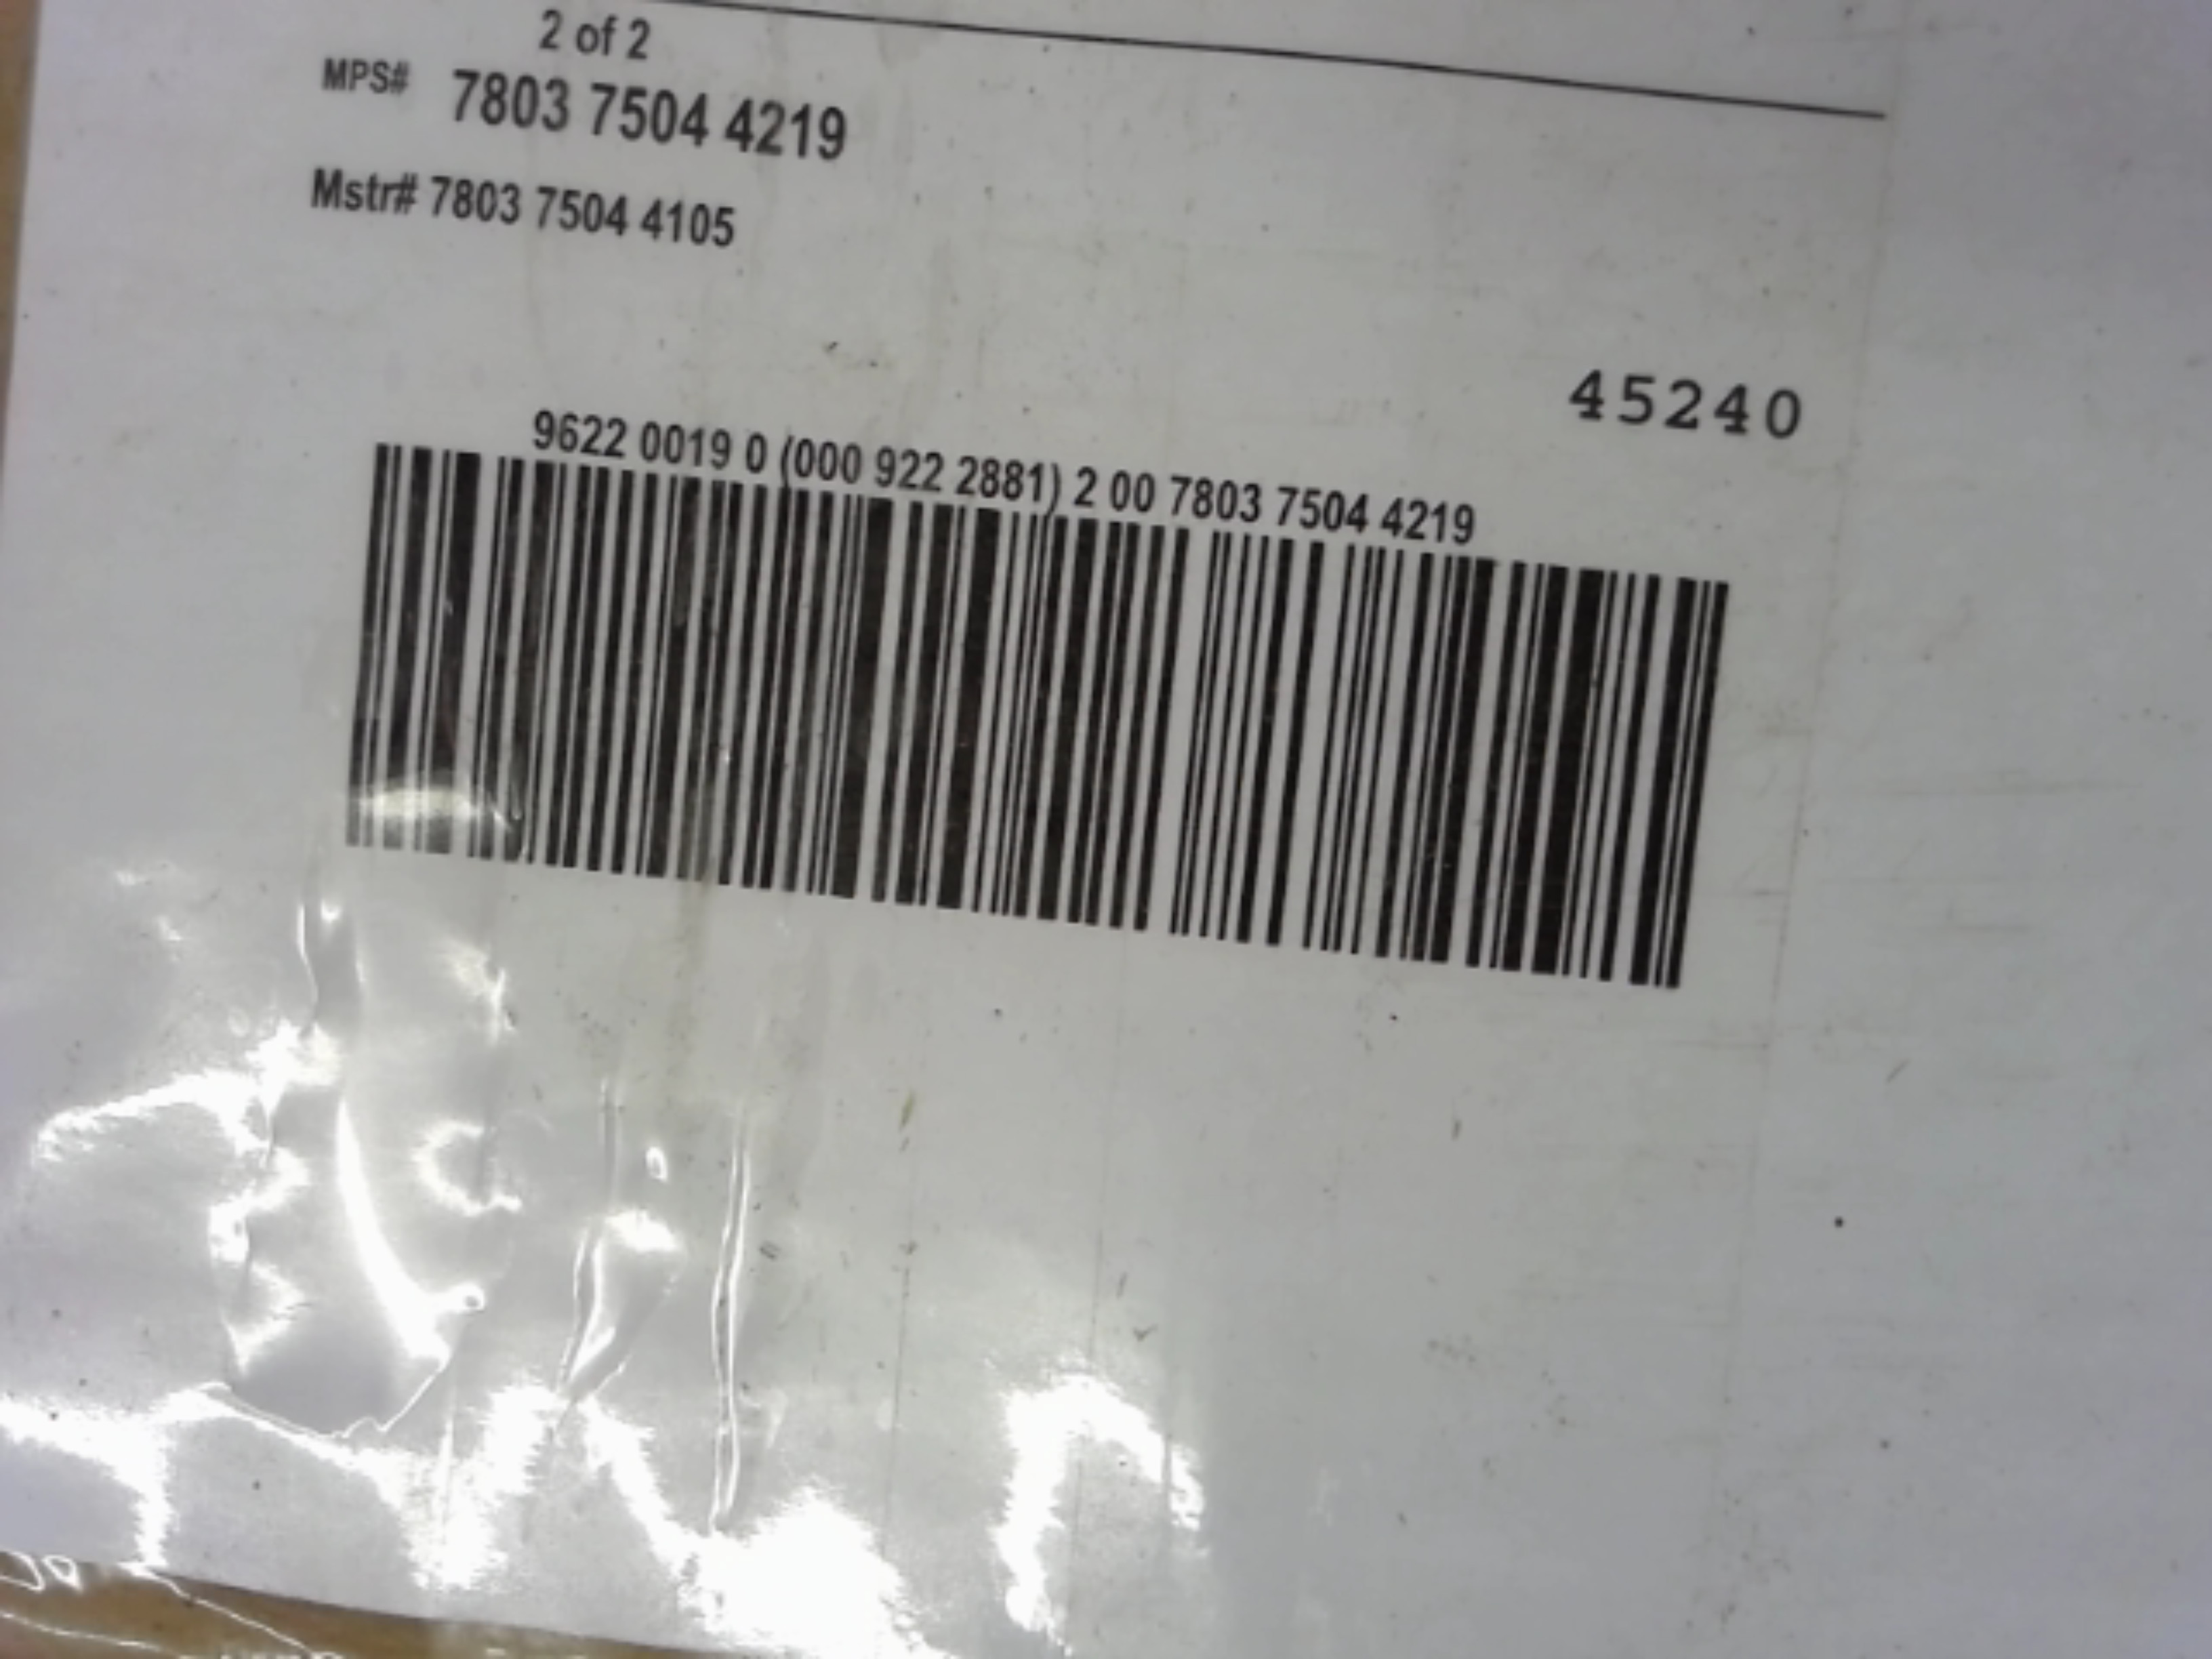 2 of 2
MPS# 7803 7504 4219
Mstr# 7803 7504 4105
45240
9622 0019 0 (000 922 2881) 2 00 7803 7504 4219